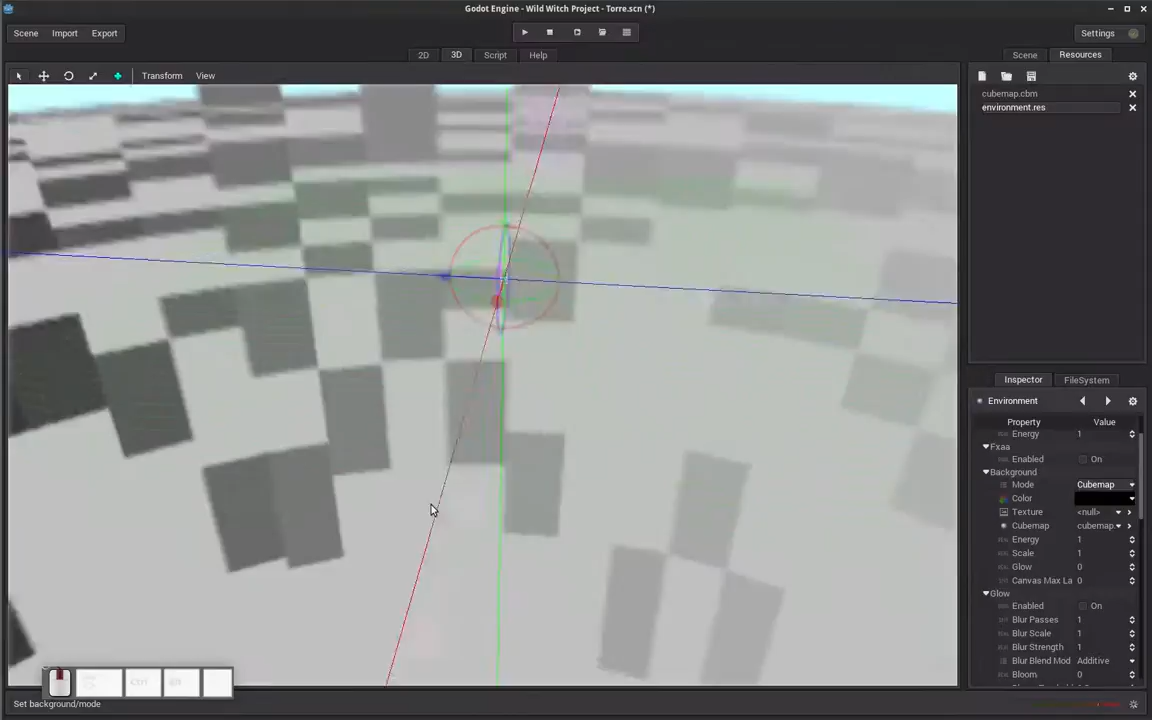 Godot Engine - Wild Witch Project - Torre.scn (*)
Scene Import Export
Settings
2D 3D Script Help
Scene Resources
Transform View
cubemap.cbm
environment.res
Inspector FileSystem
Environment
Property Value
Energy 1
Fxaa
Enabled On
Background
Mode Cubemap
Color
Texture <null>
Cubemap cubemap.
Energy 1
Scale 1
Glow 0
Canvas Max La 0
Glow
Enabled On
Blur Passes 1
Blur Scale 1
Blur Strength 1
Blur Blend Mod Additive
Bloom 0
Ctrl Alt
Set background/mode